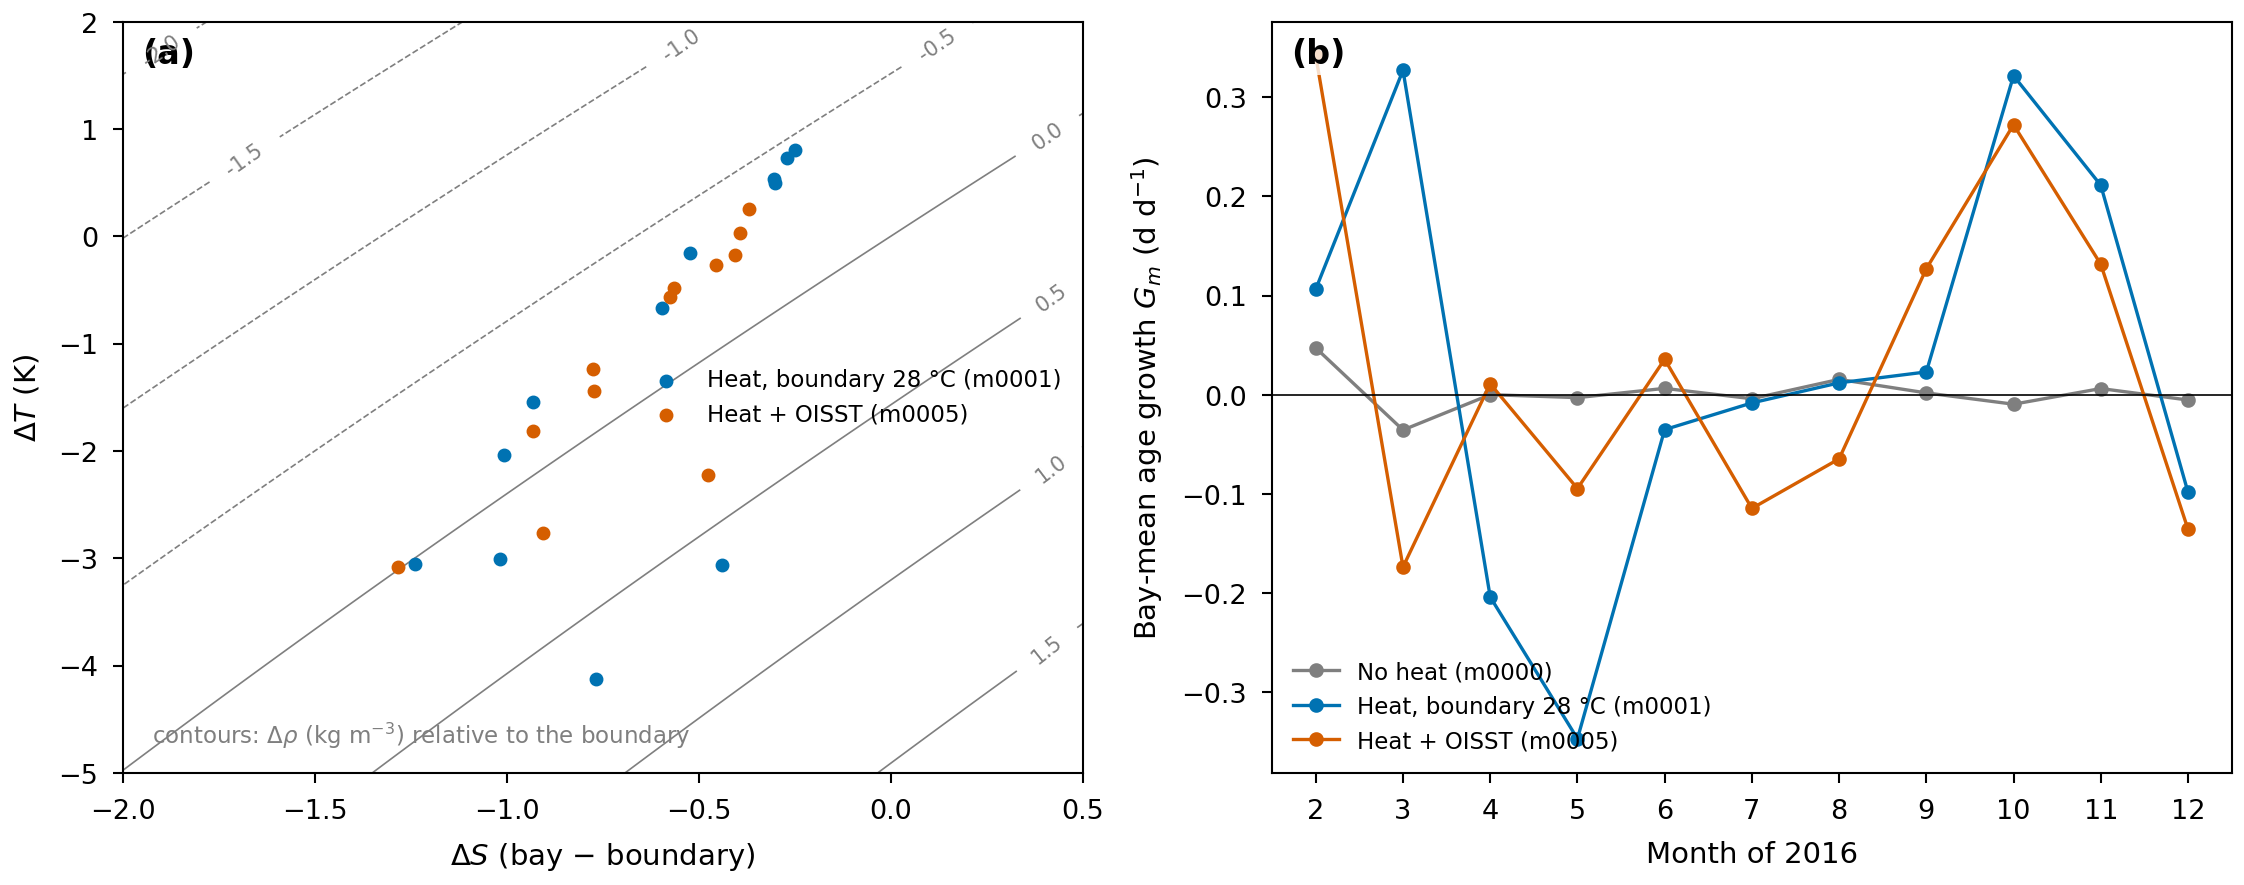 (a)
-2.0
-1.5
-1.0
-0.5
0.0
0.5
1.0
1.5
2
1
0
−1
−2
−3
−4
−5
ΔT (K)
Heat, boundary 28 °C (m0001)
Heat + OISST (m0005)
contours: Δρ (kg m⁻³) relative to the boundary
−2.0 −1.5 −1.0 −0.5 0.0 0.5
ΔS (bay − boundary)
(b)
0.3
0.2
0.1
0.0
−0.1
−0.2
−0.3
Bay-mean age growth Gₘ (d d⁻¹)
No heat (m0000)
Heat, boundary 28 °C (m0001)
Heat + OISST (m0005)
2 3 4 5 6 7 8 9 10 11 12
Month of 2016